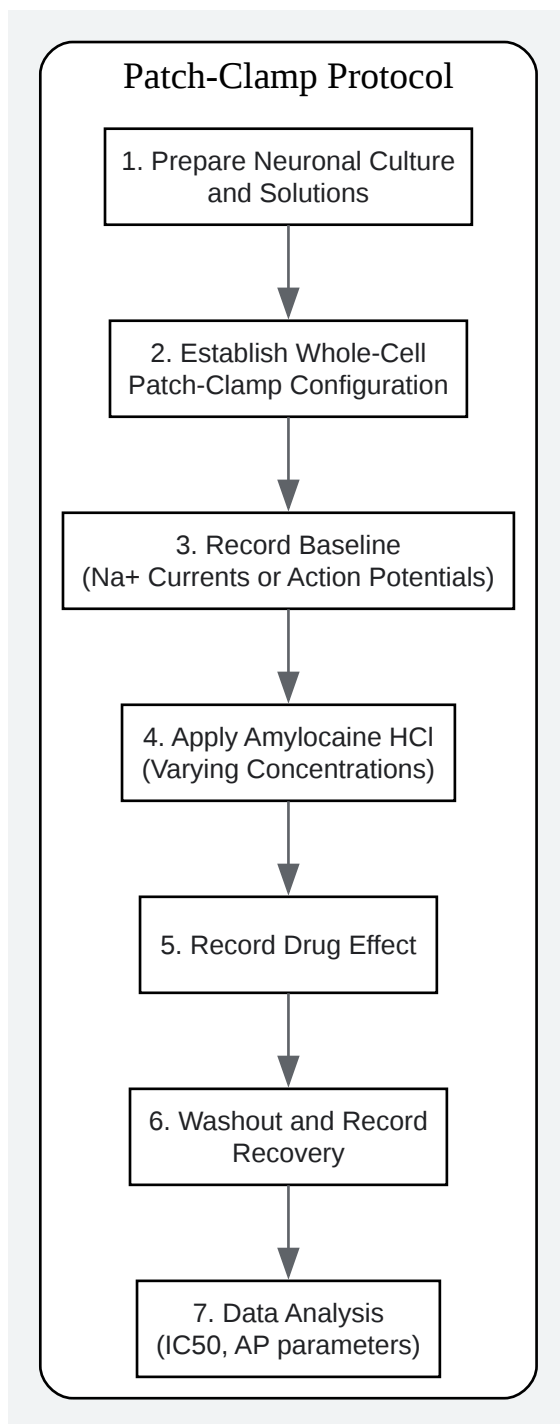 Patch-Clamp Protocol
1. Prepare Neuronal Culture
and Solutions
2. Establish Whole-Cell
Patch-Clamp Configuration
3. Record Baseline
(Na+ Currents or Action Potentials)
4. Apply Amylocaine HCl
(Varying Concentrations)
5. Record Drug Effect
6. Washout and Record
Recovery
7. Data Analysis
(IC50, AP parameters)